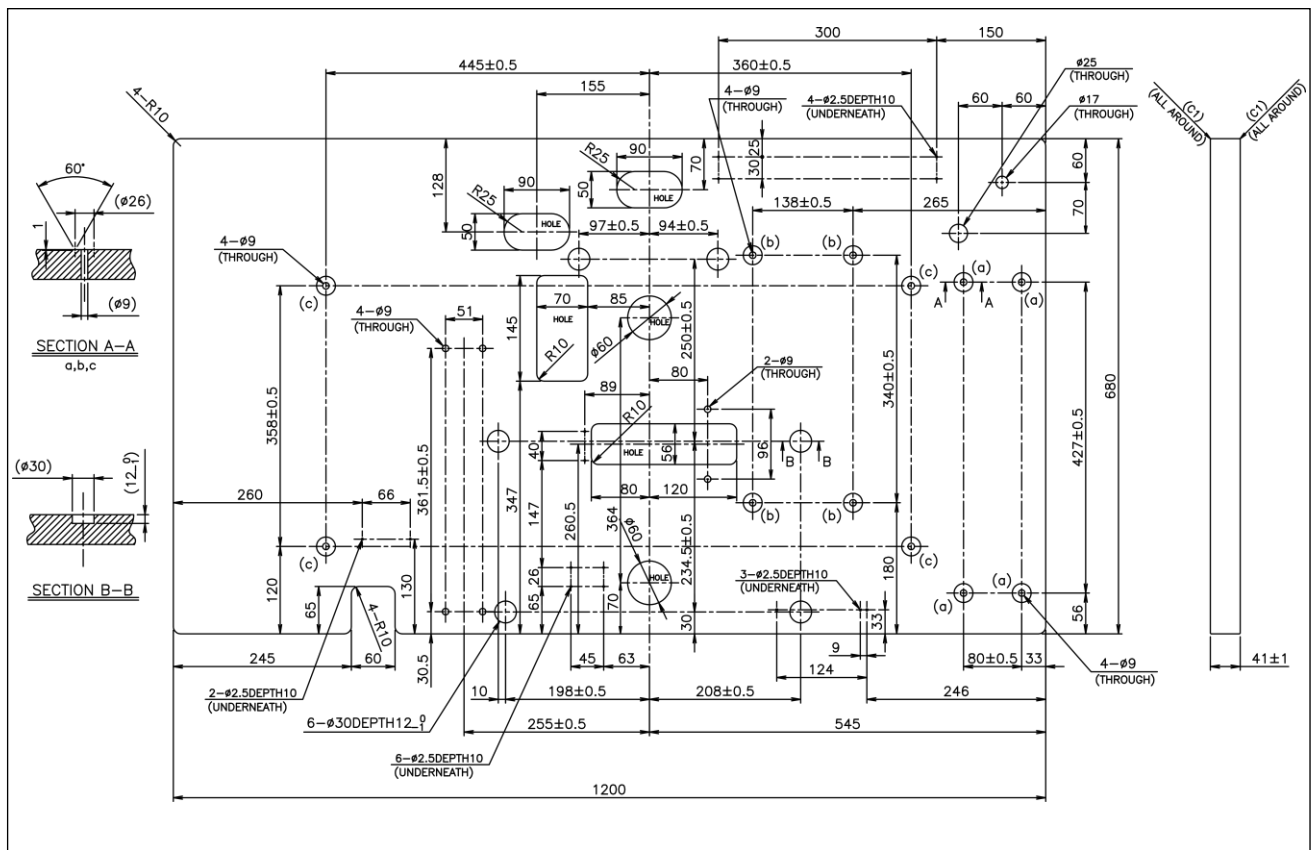 300
150
445±0.5
360±0.5
155
ø25
(THROUGH)
4-ø9
(THROUGH)
4-ø2.5DEPTH10
(UNDERNEATH)
60
60
ø17
(THROUGH)
(C1)
(ALL AROUND)
(C1)
(ALL AROUND)
4-R10
60°
(ø26)
1
128
90
R25
50
HOLE
70
90
R25
50
HOLE
25
30
60
70
138±0.5
265
97±0.5
94±0.5
4-ø9
(THROUGH)
(b)
(b)
(c)
(c)
(a)
(a)
A
A
(ø9)
SECTION A-A
a,b,c
70
HOLE
85
145
R10
HOLE
ø60
250±0.5
4-ø9
(THROUGH)
51
80
2-ø9
(THROUGH)
340±0.5
680
89
R10
358±0.5
361.5±0.5
427±0.5
40
HOLE
56
96
B
B
(ø30)
(12 0 -1)
260
66
347
147
80
120
364
260.5
(b)
(b)
ø60
234.5±0.5
SECTION B-B
(c)
(c)
120
130
65
4-R10
26
65
HOLE
70
30
3-ø2.5DEPTH10
(UNDERNEATH)
180
33
(a)
(a)
56
245
60
30.5
45
63
9
124
80±0.5
33
4-ø9
(THROUGH)
41±1
2-ø2.5DEPTH10
(UNDERNEATH)
10
198±0.5
208±0.5
246
6-ø30DEPTH12 0 -1
255±0.5
545
6-ø2.5DEPTH10
(UNDERNEATH)
1200